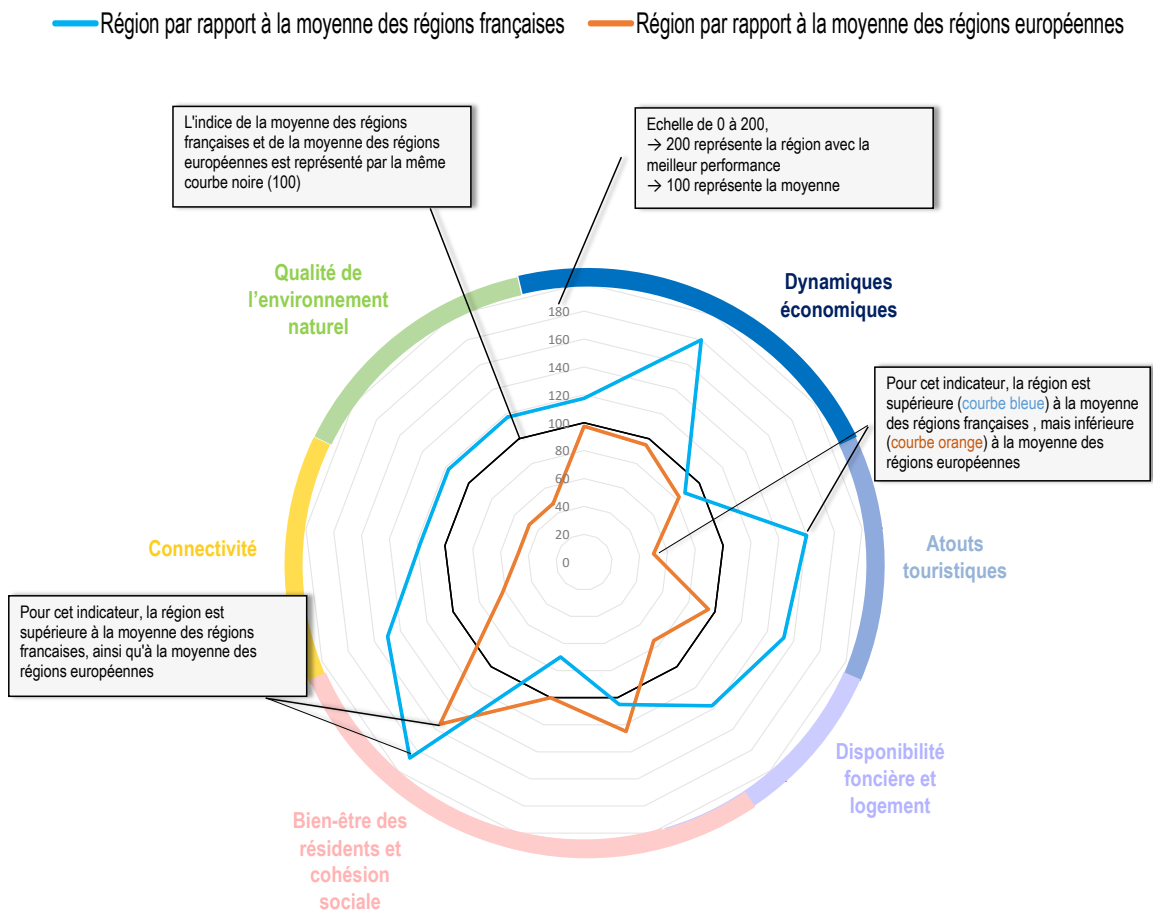 Région par rapport à la moyenne des régions françaises
Région par rapport à la moyenne des régions européennes
L'indice de la moyenne des régions
françaises et de la moyenne des régions
européennes est représenté par la même
courbe noire (100)
Echelle de 0 à 200,
→ 200 représente la région avec la
meilleur performance
→ 100 représente la moyenne
Qualité de
l'environnement
naturel
Dynamiques
économiques
180
160
140
120
100
80
60
40
20
0
Pour cet indicateur, la région est
supérieure (courbe bleue) à la moyenne
des régions françaises , mais inférieure
(courbe orange) à la moyenne des
régions européennes
Connectivité
Atouts
touristiques
Pour cet indicateur, la région est
supérieure à la moyenne des régions
francaises, ainsi qu'à la moyenne des
régions européennes
Disponibilité
foncière et
logement
Bien-être des
résidents et
cohésion
sociale